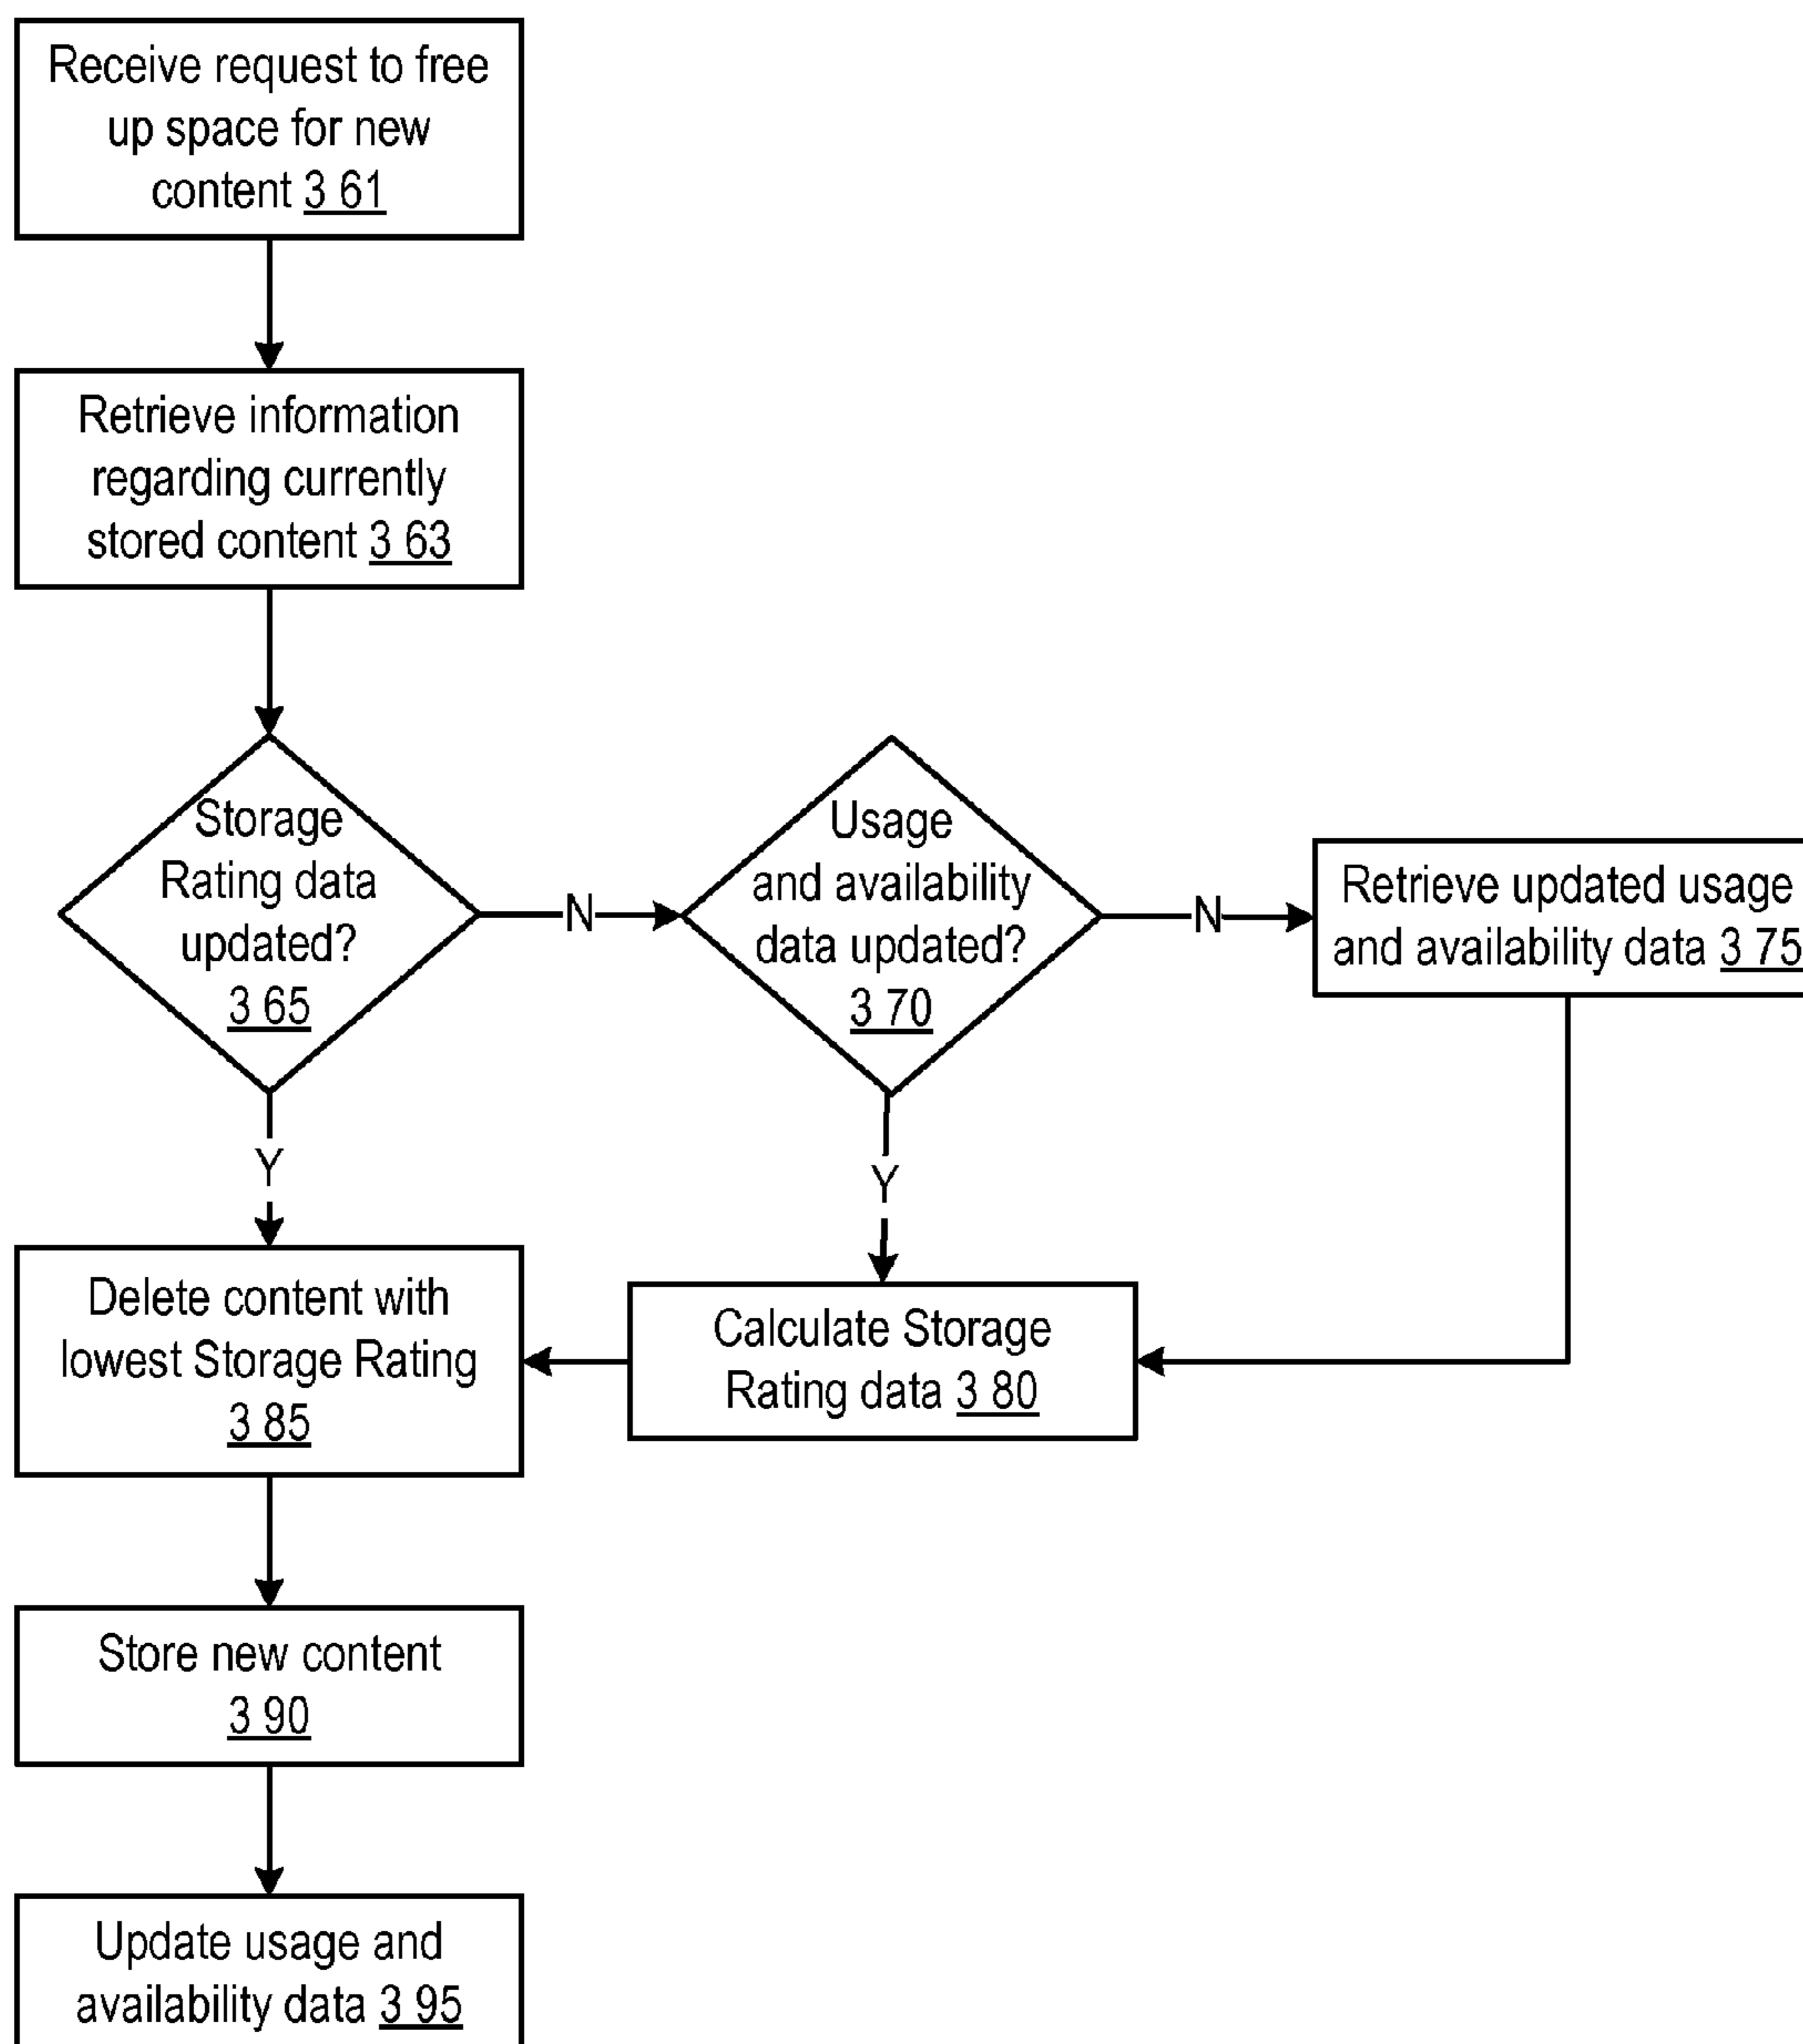 Receive request to free
up space for new
content 3 61
Retrieve information
regarding currently
stored content 3 63
Storage
Rating data
updated?
3 65
N
Usage
and availability
data updated?
3 70
N
Retrieve updated usage
and availability data 3 75
Y
Y
Delete content with
lowest Storage Rating
3 85
Calculate Storage
Rating data 3 80
Store new content
3 90
Update usage and
availability data 3 95